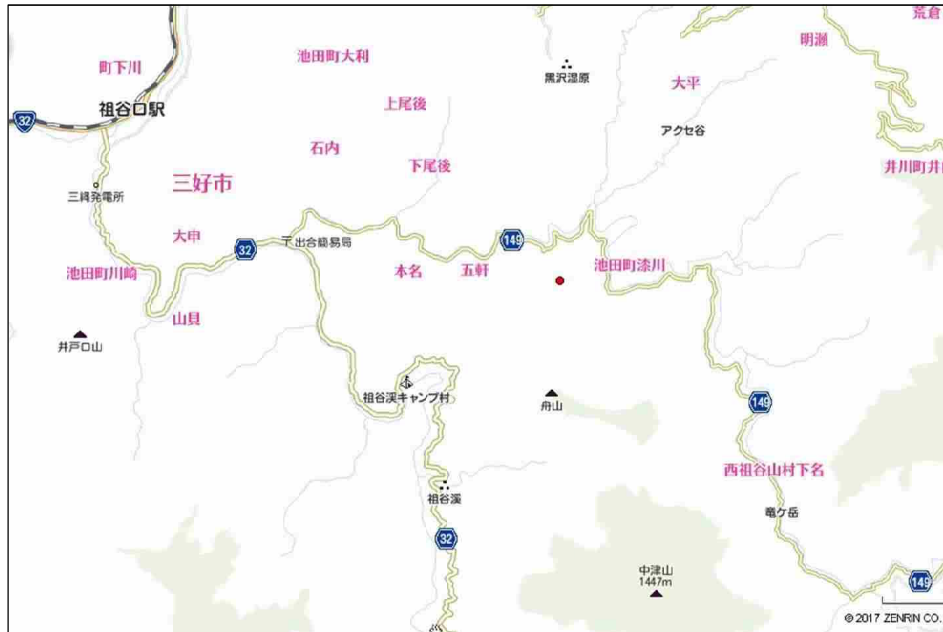 荒倉
明瀬
池田町大利
町下川
黒沢湿原
大平
上尾後
祖谷口駅
32
アクセ谷
石内
下尾後
井川町井
三縄発電所
三好市
大申
出合簡易局
32
149
池田町川崎
本名
五軒
池田町漆川
山貝
井戸口山
祖谷渓キャンプ村
舟山
149
西祖谷山村下名
祖谷渓
竜ケ岳
32
中津山
1447m
149
© 2017 ZENRIN CO.